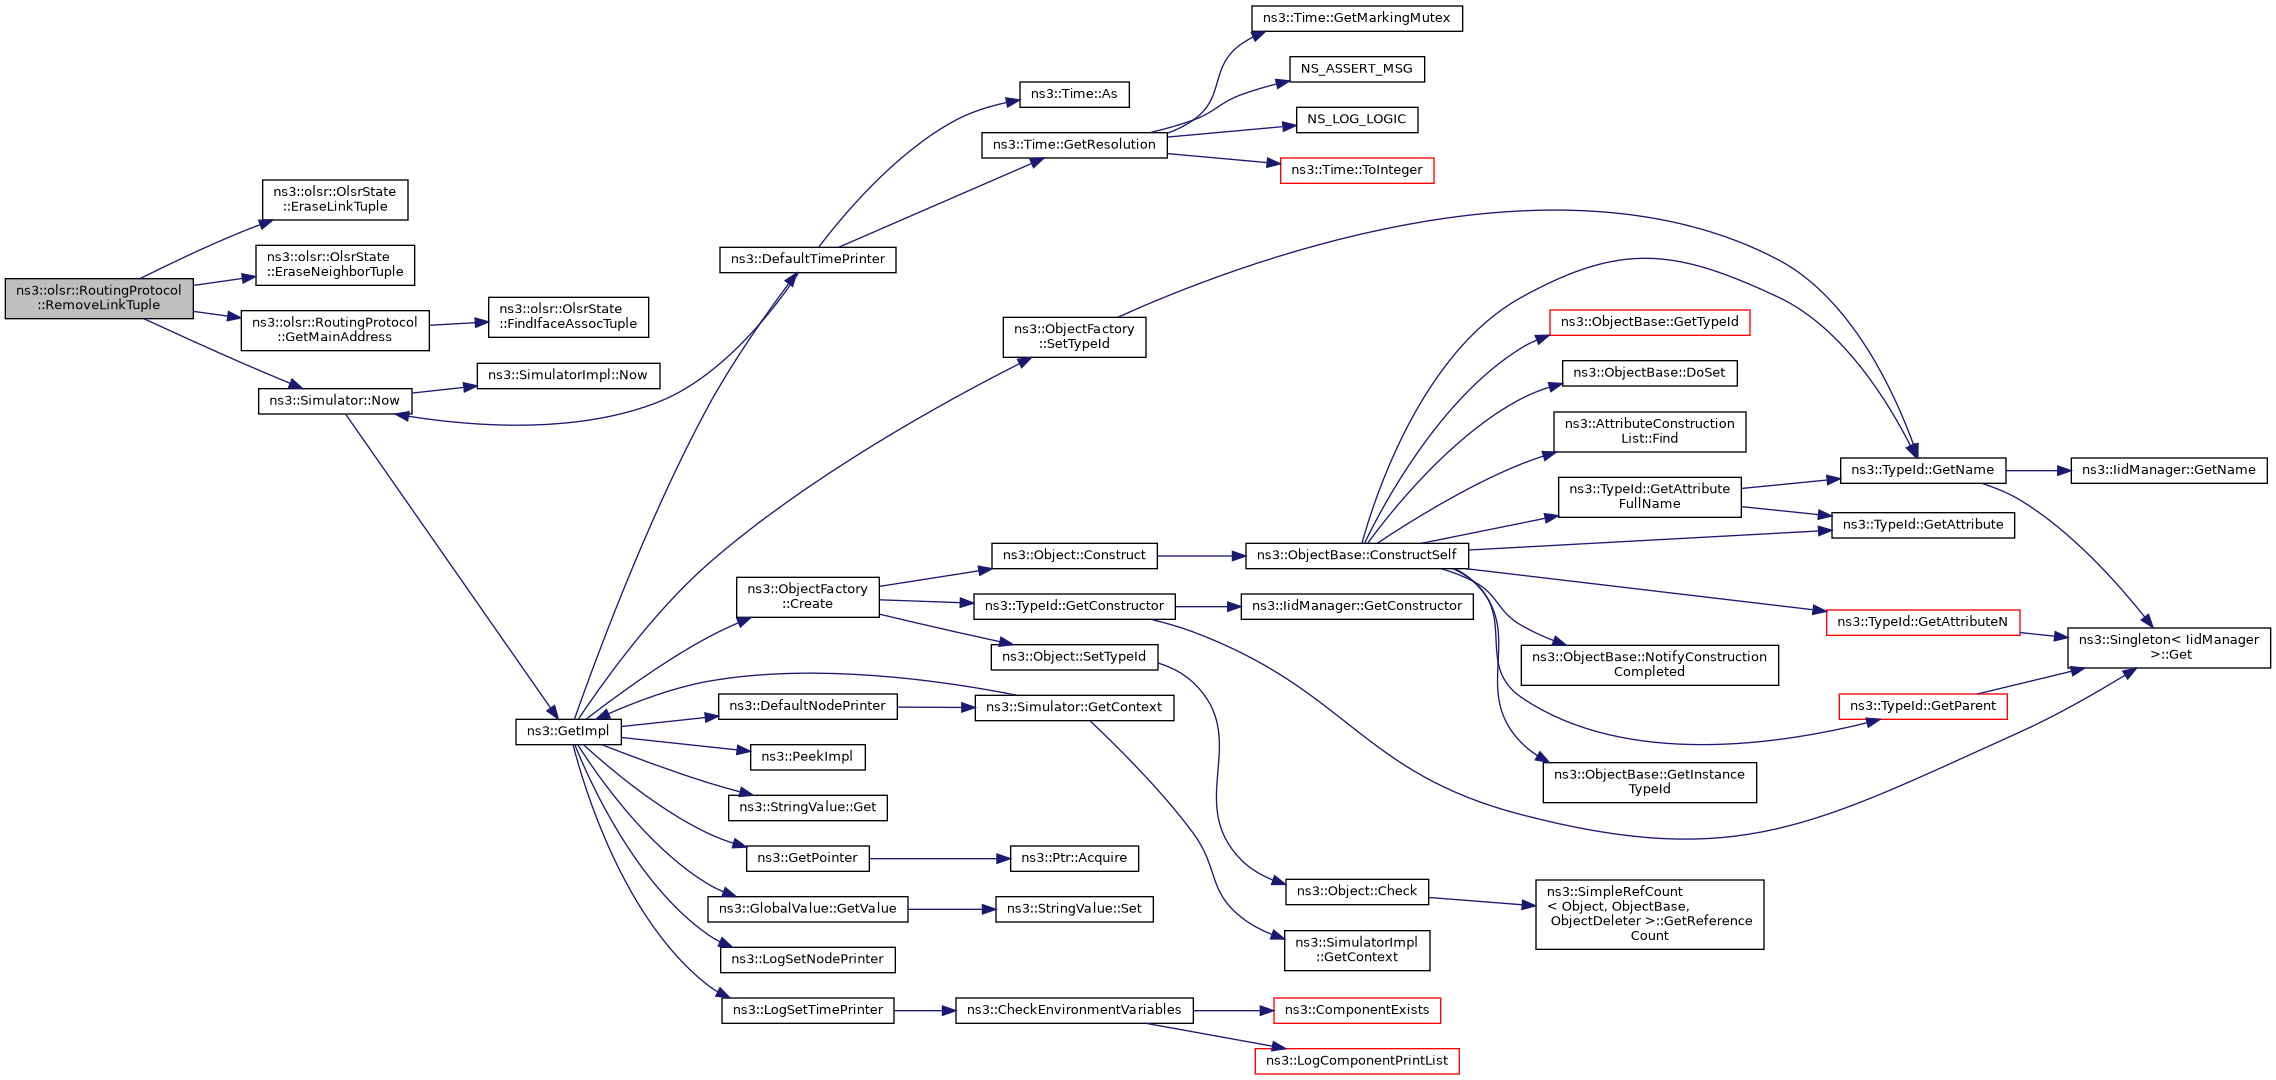 ns3::olsr::RoutingProtocol
::RemoveLinkTuple
ns3::olsr::OlsrState
::EraseLinkTuple
ns3::olsr::OlsrState
::EraseNeighborTuple
ns3::olsr::RoutingProtocol
::GetMainAddress
ns3::Simulator::Now
ns3::olsr::OlsrState
::FindIfaceAssocTuple
ns3::SimulatorImpl::Now
ns3::GetImpl
ns3::DefaultTimePrinter
ns3::ObjectFactory
::Create
ns3::DefaultNodePrinter
ns3::PeekImpl
ns3::StringValue::Get
ns3::GetPointer
ns3::GlobalValue::GetValue
ns3::LogSetNodePrinter
ns3::LogSetTimePrinter
ns3::Time::As
ns3::Time::GetResolution
ns3::ObjectFactory
::SetTypeId
ns3::Object::Construct
ns3::TypeId::GetConstructor
ns3::Object::SetTypeId
ns3::Simulator::GetContext
ns3::Ptr::Acquire
ns3::StringValue::Set
ns3::CheckEnvironmentVariables
ns3::Time::GetMarkingMutex
NS_ASSERT_MSG
NS_LOG_LOGIC
ns3::Time::ToInteger
ns3::ObjectBase::ConstructSelf
ns3::IidManager::GetConstructor
ns3::Object::Check
ns3::SimulatorImpl
::GetContext
ns3::ComponentExists
ns3::LogComponentPrintList
ns3::ObjectBase::GetTypeId
ns3::ObjectBase::DoSet
ns3::AttributeConstruction
List::Find
ns3::TypeId::GetAttribute
FullName
ns3::ObjectBase::NotifyConstruction
Completed
ns3::ObjectBase::GetInstance
TypeId
ns3::SimpleRefCount
< Object, ObjectBase,
ObjectDeleter >::GetReference
Count
ns3::TypeId::GetName
ns3::TypeId::GetAttribute
ns3::TypeId::GetAttributeN
ns3::TypeId::GetParent
ns3::IidManager::GetName
ns3::Singleton< IidManager
>::Get